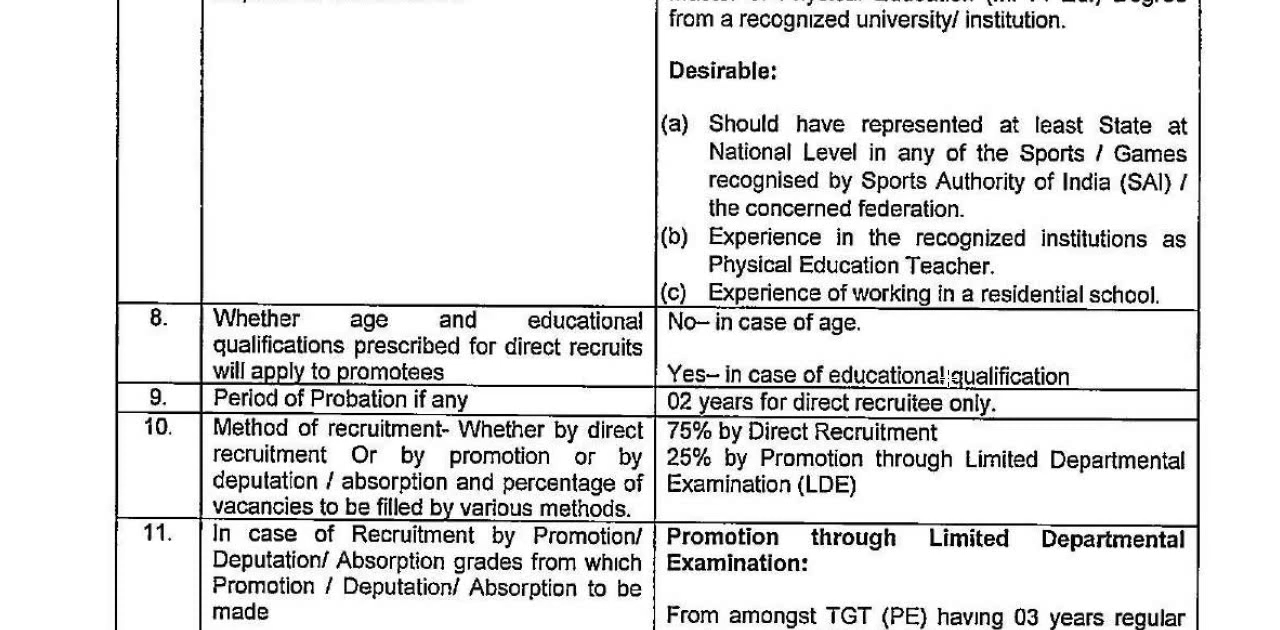 from a recognized university/ institution.
Desirable:
(a) Should have represented at least State at
National Level in any of the Sports / Games
recognised by Sports Authority of India (SAI) /
the concerned federation.
(b) Experience in the recognized institutions as
Physical Education Teacher.
(c) Experience of working in a residential school.
8. Whether age and educational
qualifications prescribed for direct recruits
will apply to promotees
No– in case of age.
Yes– in case of educational qualification
9. Period of Probation if any
02 years for direct recruitee only.
10. Method of recruitment- Whether by direct
recruitment Or by promotion or by
deputation / absorption and percentage of
vacancies to be filled by various methods.
75% by Direct Recruitment
25% by Promotion through Limited Departmental
Examination (LDE)
11. In case of Recruitment by Promotion/
Deputation/ Absorption grades from which
Promotion / Deputation/ Absorption to be
made
Promotion through Limited Departmental
Examination:
From amongst TGT (PE) having 03 years regular